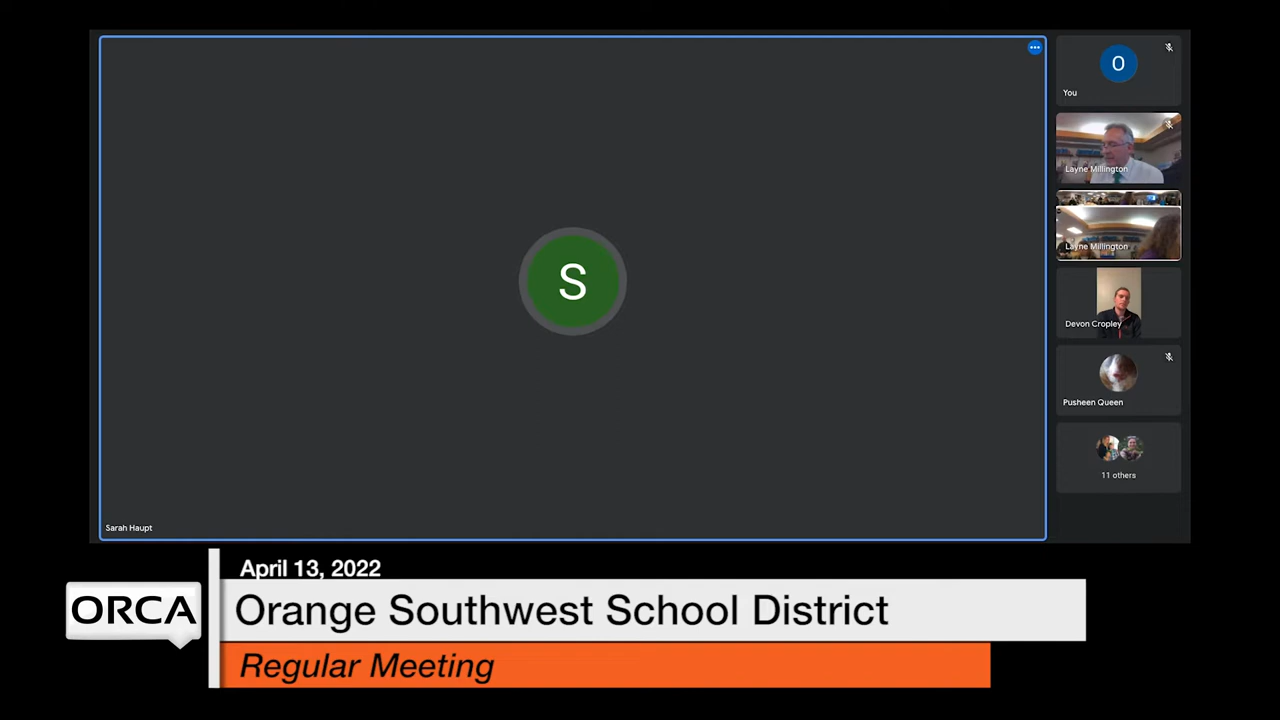 S
Sarah Haupt
O
You
Layne Millington
Layne Millington
Devon Cropley
Pusheen Queen
11 others
April 13, 2022
ORCA
Orange Southwest School District
Regular Meeting